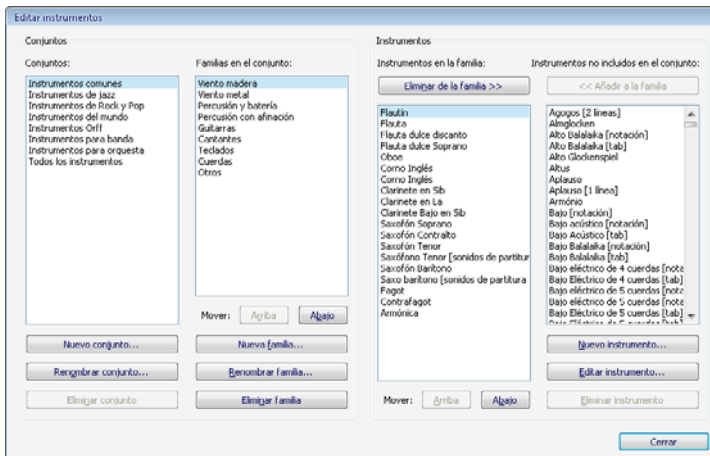 Editar instrumentos
Conjuntos
Conjuntos:
Instrumentos comunes
Instrumentos de jazz
Instrumentos de Rock y Pop
Instrumentos del mundo
Instrumentos Orff
Instrumentos para banda
Instrumentos para orquesta
Todos los instrumentos
Nuevo conjunto...
Renombrar conjunto...
Eliminar conjunto
Familias en el conjunto:
Viento madera
Viento metal
Percusión y batería
Percusión con afinación
Guitarras
Cantantes
Teclados
Cuerdas
Otros
Mover: Arriba Abajo
Nueva familia...
Renombrar familia...
Eliminar familia
Instrumentos
Instrumentos en la familia:
Eliminar de la familia >>
Flautín
Flauta
Flauta dulce discanto
Flauta dulce Soprano
Oboe
Corno Inglés
Corno Inglés
Clarinete en Sib
Clarinete en La
Clarinete Bajo en Sib
Saxofón Soprano
Saxofón Contralto
Saxofón Tenor
Saxófono Tenor [sonidos de partitur
Saxofón Barítono
Saxo barítono [sonidos de partitura
Fagot
Contrafagot
Armónica
Mover: Arriba Abajo
Instrumentos no incluidos en el conjunto:
<< Añadir a la familia
Agogos [2 líneas]
Almglocken
Alto Balalaika [notación]
Alto Balalaika [tab]
Alto Glockenspiel
Altus
Aplauso
Aplauso [1 línea]
Armónio
Bajo [notación]
Bajo acústico [notación]
Bajo Acústico [tab]
Bajo Balalaika [notación]
Bajo Balalaika [tab]
Bajo eléctrico de 4 cuerdas [nota
Bajo Eléctrico de 4 cuerdas [tab]
Bajo eléctrico de 5 cuerdas [nota
Bajo eléctrico de 5 cuerdas [nota
Bajo Eléctrico de 5 cuerdas [tab]
Nuevo instrumento...
Editar instrumento...
Eliminar instrumento
Cerrar